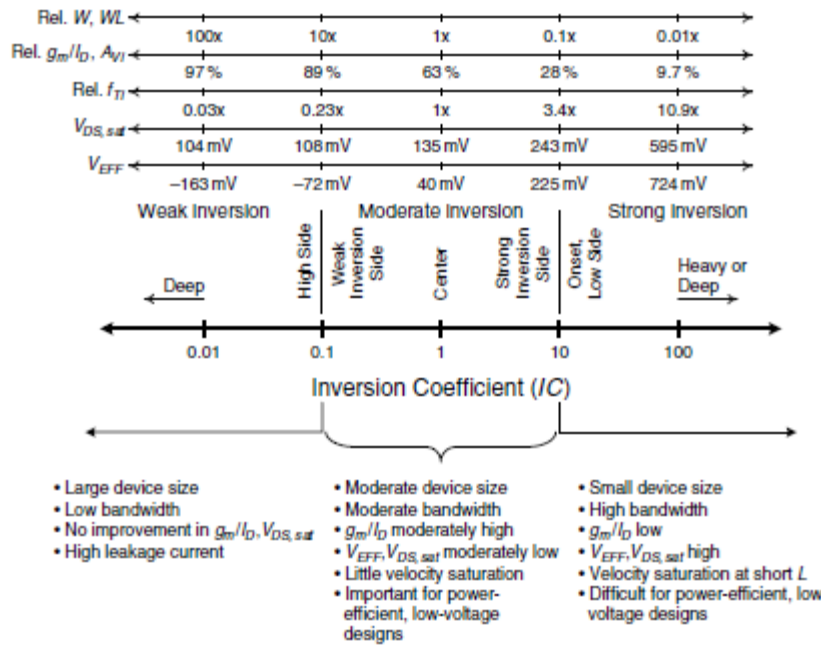 Rel. W, WL
100x 10x 1x 0.1x 0.01x
Rel. gm/ID, AVI
97 % 89 % 63 % 28 % 9.7 %
Rel. fTI
0.03x 0.23x 1x 3.4x 10.9x
VDS,sat
104 mV 108 mV 135 mV 243 mV 595 mV
VEFF
−163 mV −72 mV 40 mV 225 mV 724 mV
Weak Inversion Moderate Inversion Strong Inversion
Deep
High Side
Weak
Inversion
Side
Center
Strong
Inversion
Side
Onset,
Low Side
Heavy or
Deep
0.01 0.1 1 10 100
Inversion Coefficient (IC)
• Large device size
• Low bandwidth
• No improvement in gm/ID, VDS, sat
• High leakage current
• Moderate device size
• Moderate bandwidth
• gm/ID moderately high
• VEFF, VDS, sat moderately low
• Little velocity saturation
• Important for power-
efficient, low-voltage
designs
• Small device size
• High bandwidth
• gm/ID low
• VEFF, VDS, sat high
• Velocity saturation at short L
• Difficult for power-efficient, low
voltage designs